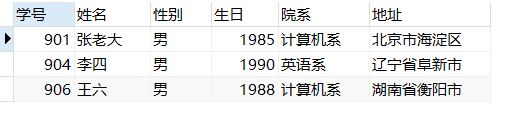 学号 姓名 性别 生日 院系 地址
901 张老大 男 1985 计算机系 北京市海淀区
904 李四 男 1990 英语系 辽宁省阜新市
906 王六 男 1988 计算机系 湖南省衡阳市